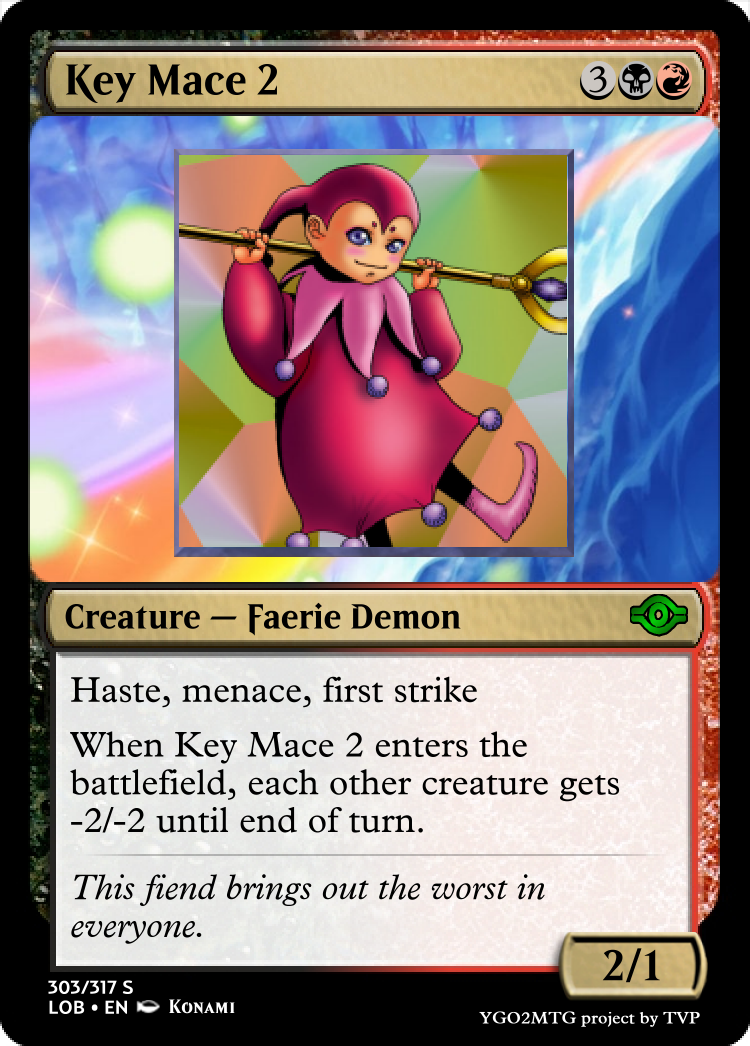 Key Mace 2 3
Creature — Faerie Demon
Haste, menace, first strike
When Key Mace 2 enters the
battlefield, each other creature gets
-2/-2 until end of turn.
This fiend brings out the worst in
everyone.
2/1
303/317 S
LOB • EN Konami
YGO2MTG project by TVP